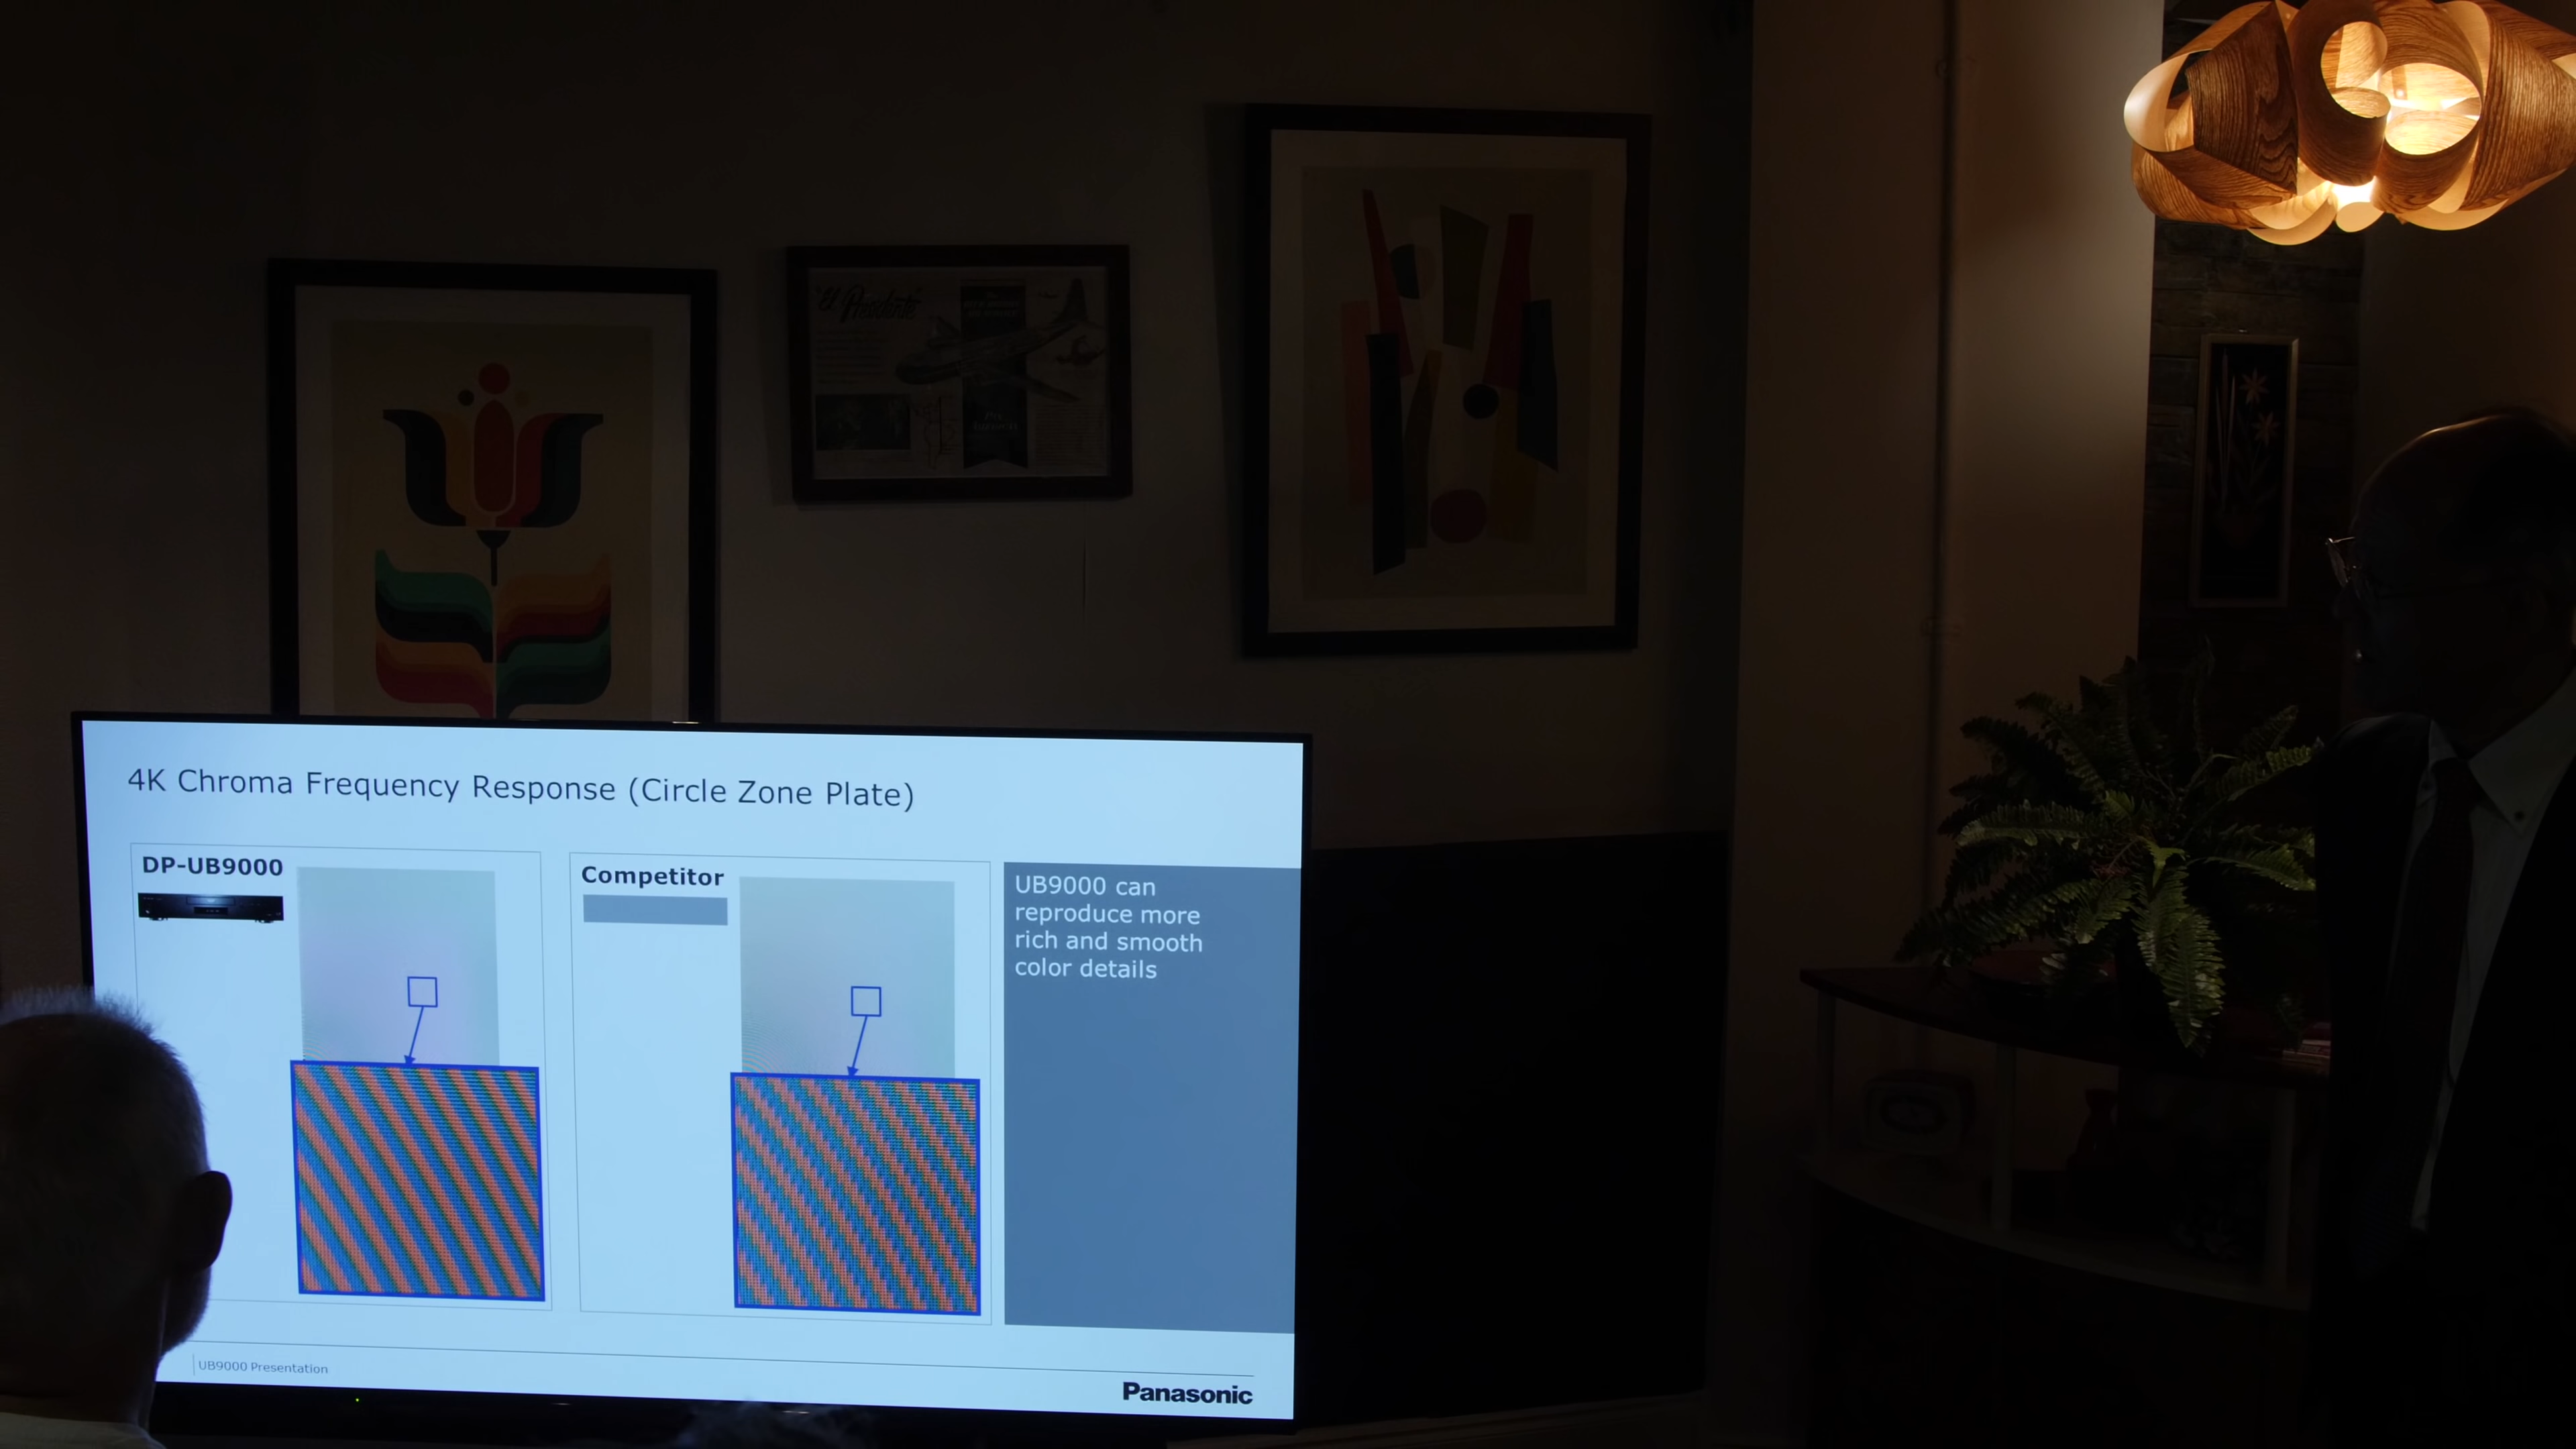 4K Chroma Frequency Response (Circle Zone Plate)
DP-UB9000
Competitor
UB9000 can
reproduce more
rich and smooth
color details
UB9000 Presentation
Panasonic